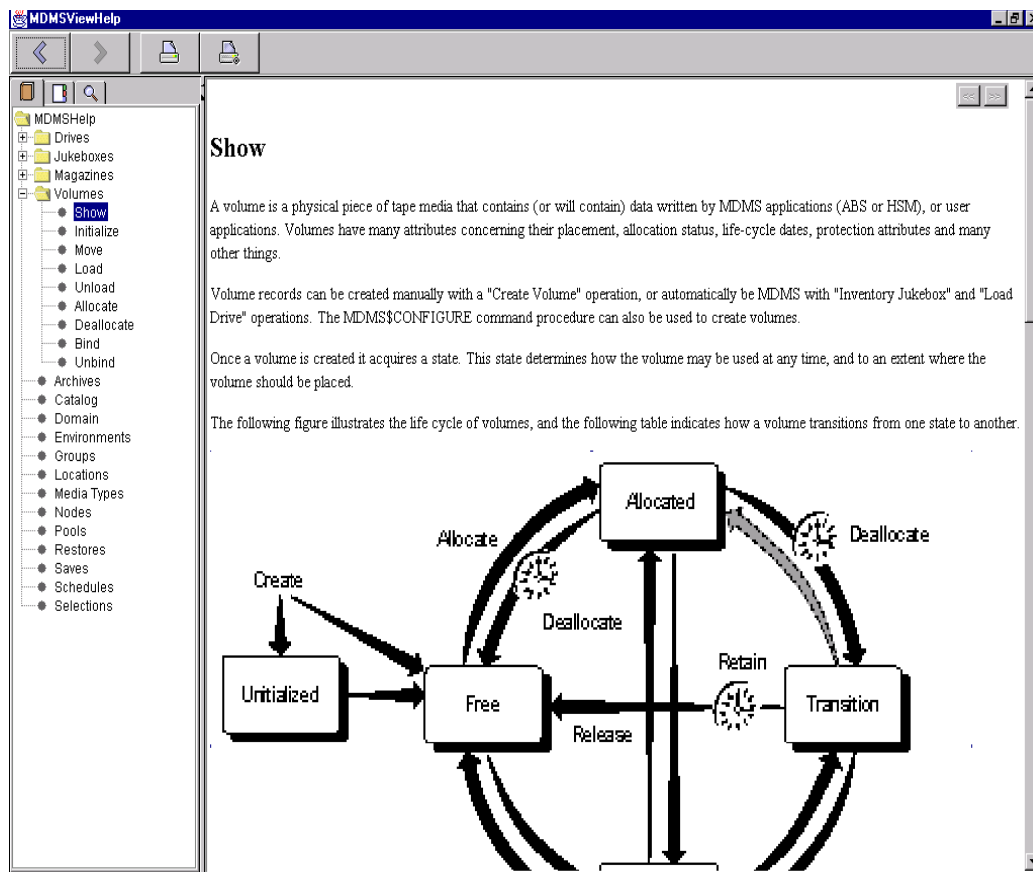 MDMSViewHelp
MDMSHelp
Drives
Jukeboxes
Magazines
Volumes
Show
Initialize
Move
Load
Unload
Allocate
Deallocate
Bind
Unbind
Archives
Catalog
Domain
Environments
Groups
Locations
Media Types
Nodes
Pools
Restores
Saves
Schedules
Selections
<< >>
Show
A volume is a physical piece of tape media that contains (or will contain) data written by MDMS applications (ABS or HSM), or user
applications. Volumes have many attributes concerning their placement, allocation status, life-cycle dates, protection attributes and many
other things.
Volume records can be created manually with a "Create Volume" operation, or automatically be MDMS with "Inventory Jukebox" and "Load
Drive" operations. The MDMS$CONFIGURE command procedure can also be used to create volumes.
Once a volume is created it acquires a state. This state determines how the volume may be used at any time, and to an extent where the
volume should be placed.
The following figure illustrates the life cycle of volumes, and the following table indicates how a volume transitions from one state to another.
Allocated
Allocate
Deallocate
Create
Deallocate
Retain
Unitialized
Free
Transition
Release